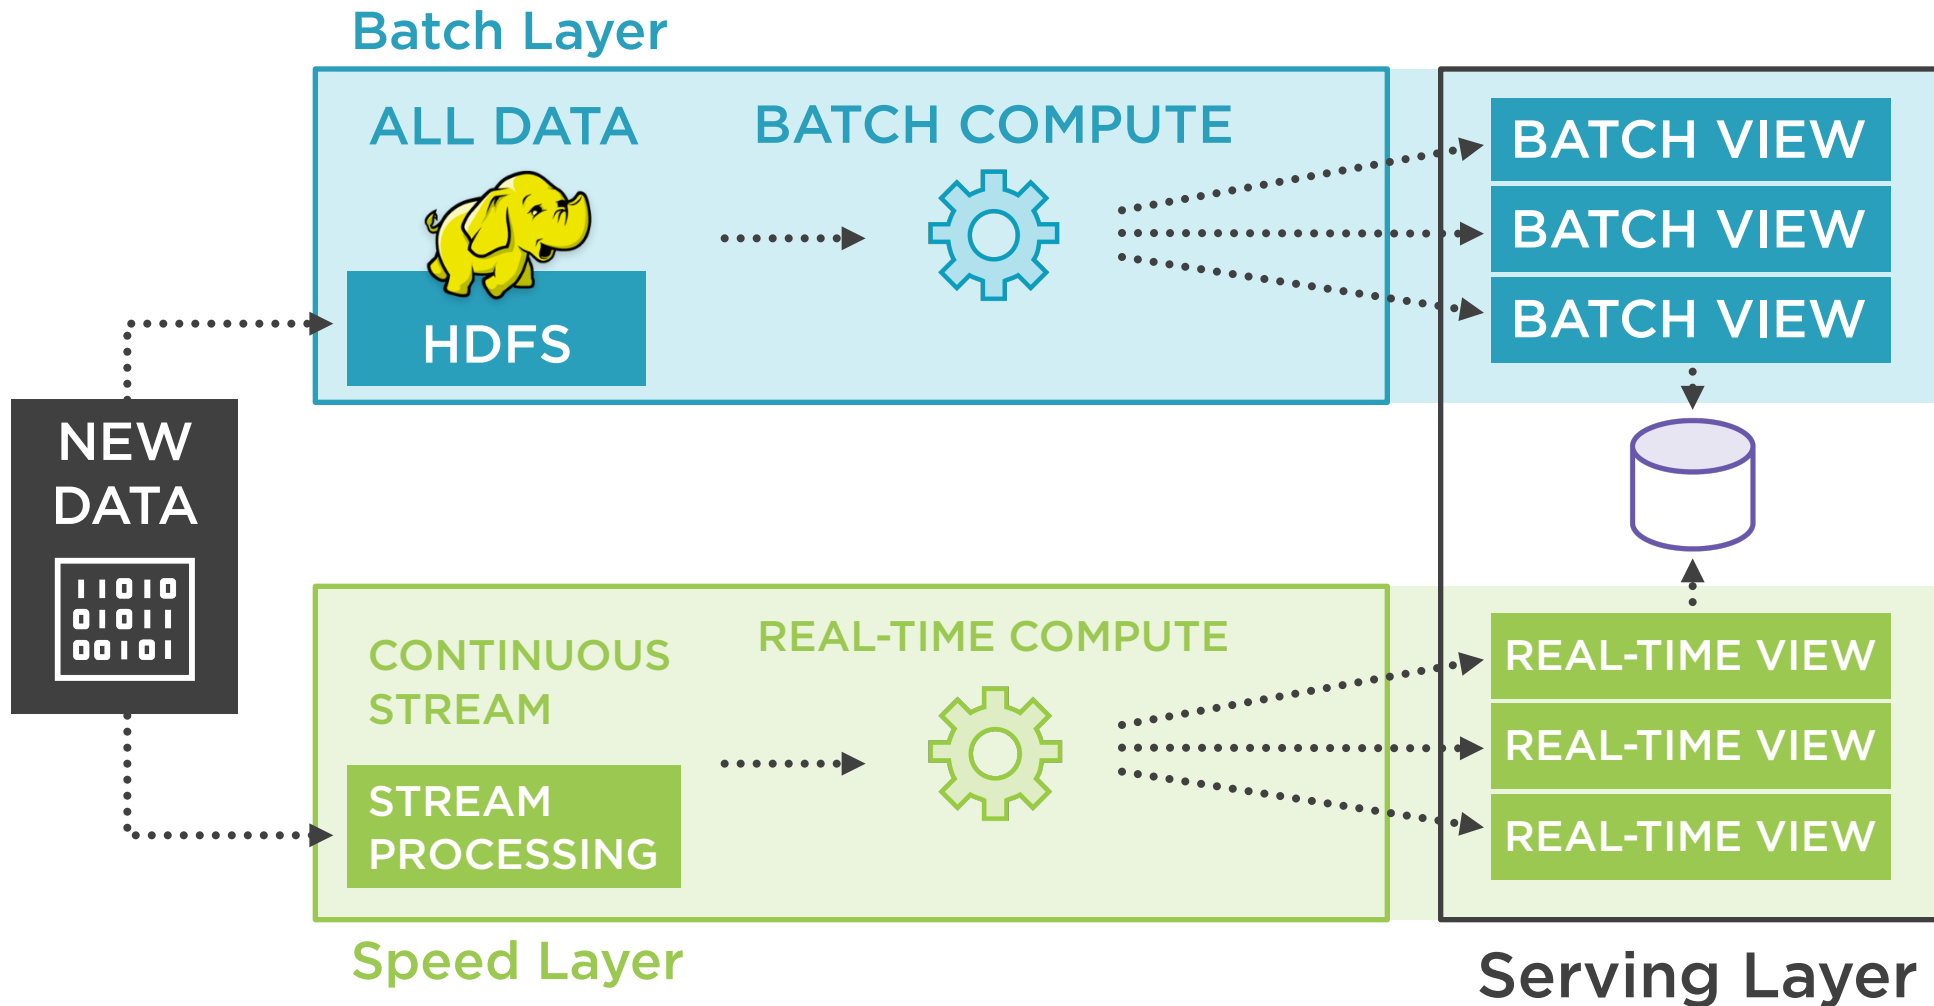 Batch Layer
ALL DATA
BATCH COMPUTE
HDFS
BATCH VIEW
BATCH VIEW
BATCH VIEW
NEW
DATA
11010
01011
00101
CONTINUOUS
STREAM
REAL-TIME COMPUTE
STREAM
PROCESSING
REAL-TIME VIEW
REAL-TIME VIEW
REAL-TIME VIEW
Speed Layer
Serving Layer